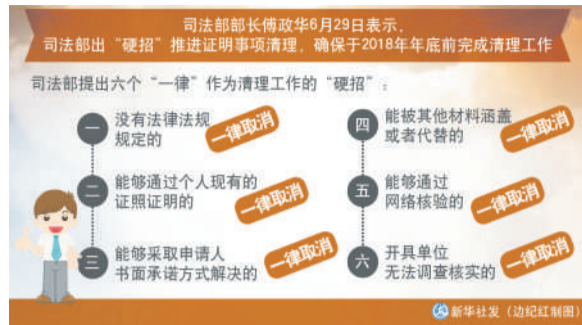 司法部部长傅政华6月29日表示，
司法部出“硬招”推进证明事项清理，确保于2018年年底前完成清理工作
司法部提出六个“一律”作为清理工作的“硬招”：
一
没有法律法规
规定的
一律取消
二
能够通过个人现有的
证照证明的
一律取消
三
能够采取申请人
书面承诺方式解决的
一律取消
四
能被其他材料涵盖
或者代替的
一律取消
五
能够通过
网络核验的
一律取消
六
开具单位
无法调查核实的
一律取消
新华社发（边纪红制图）